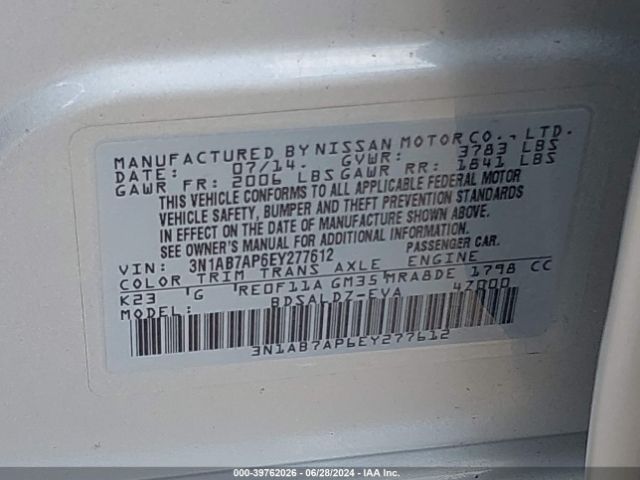 MANUFACTURED BY NISSAN MOTOR CO., LTD.
DATE: 07/14. GVWR: 3783 LBS
GAWR FR: 2006 LBS GAWR RR: 1841 LBS
THIS VEHICLE CONFORMS TO ALL APPLICABLE FEDERAL MOTOR
VEHICLE SAFETY, BUMPER AND THEFT PREVENTION STANDARDS
IN EFFECT ON THE DATE OF MANUFACTURE SHOWN ABOVE.
SEE OWNER'S MANUAL FOR ADDITIONAL INFORMATION.
VIN: 3N1AB7AP6EY277612 PASSENGER CAR.
COLOR TRIM TRANS AXLE ENGINE
K23 'G 'RE0F11A GM35 'MRA8DE 1798 CC
MODEL: BDSALDZ-EVA 4Z000
3N1AB7AP6EY277612
000-39762026 - 06/28/2024 - IAA Inc.